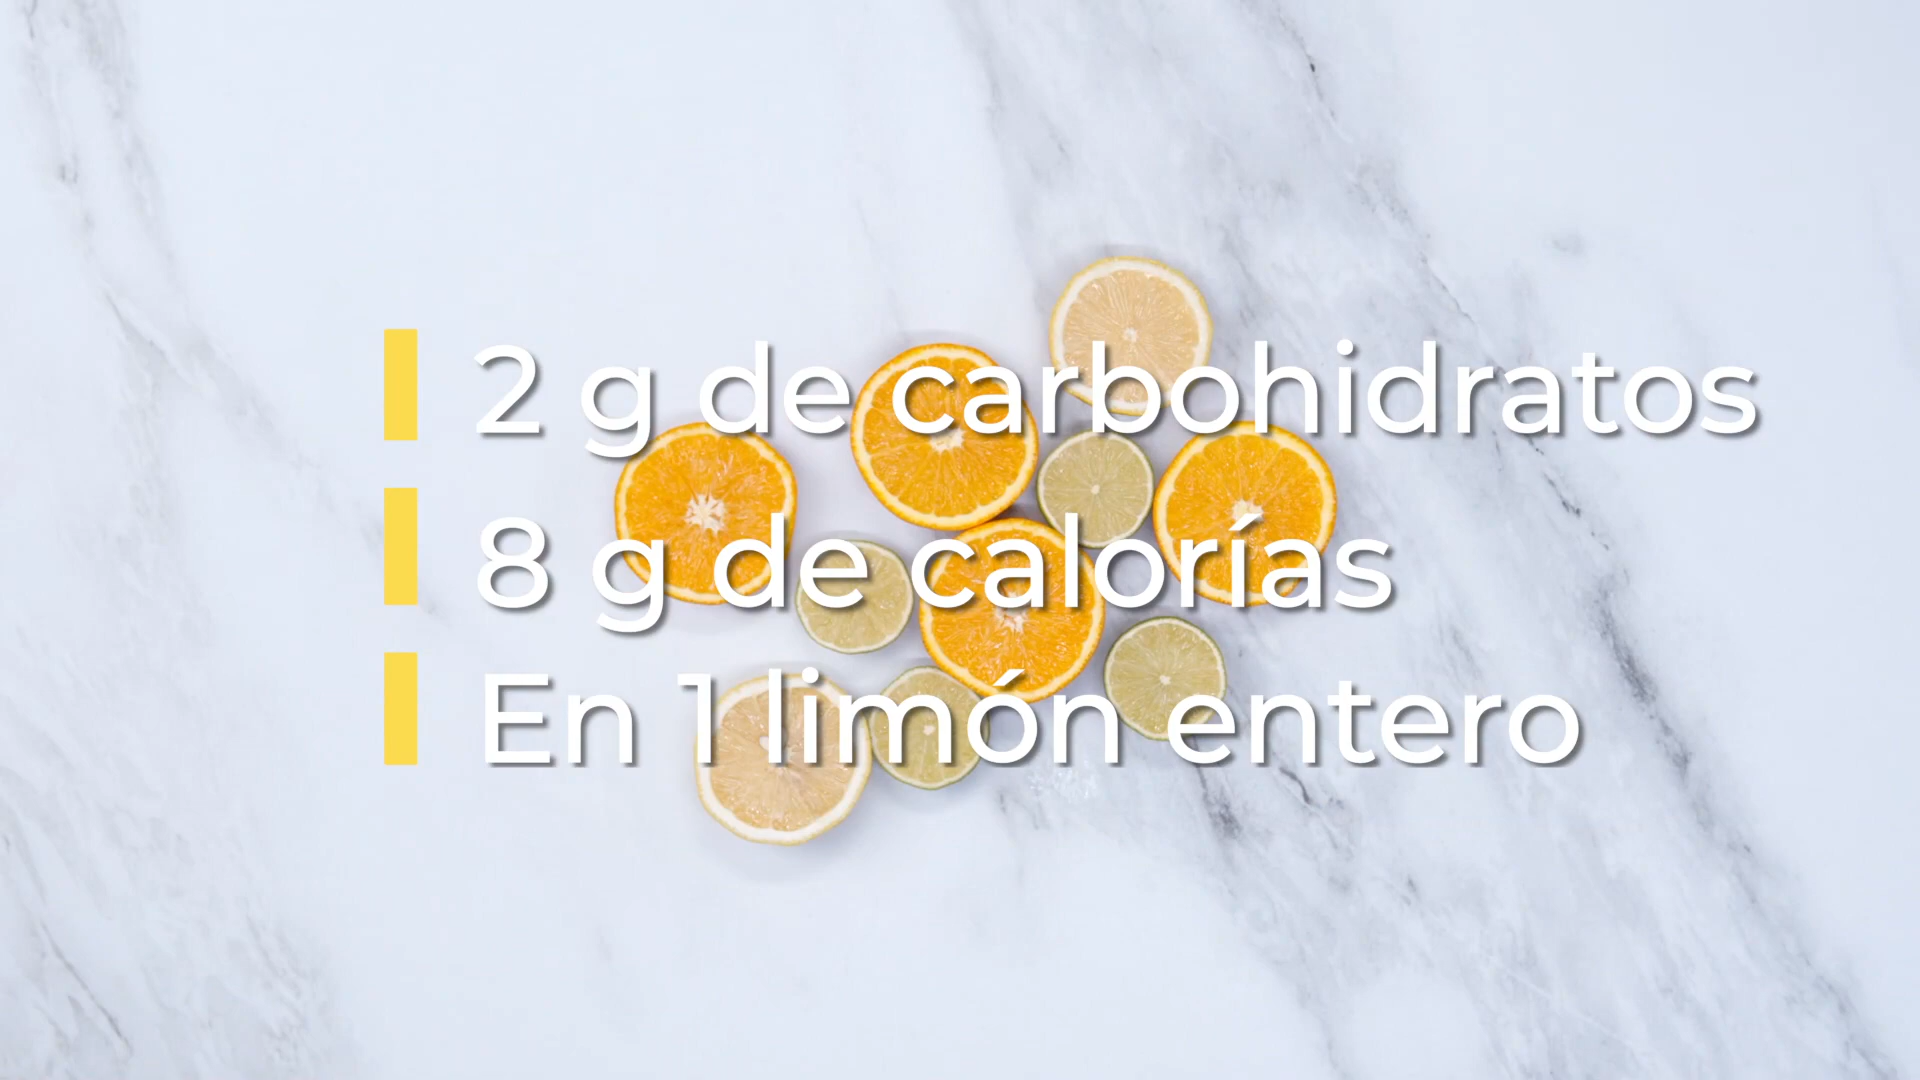 2 g de carbohidratos
8 g de calorías
En 1 limón entero